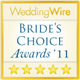 WeddingWire
BRIDE'S
CHOICE
Awards '11